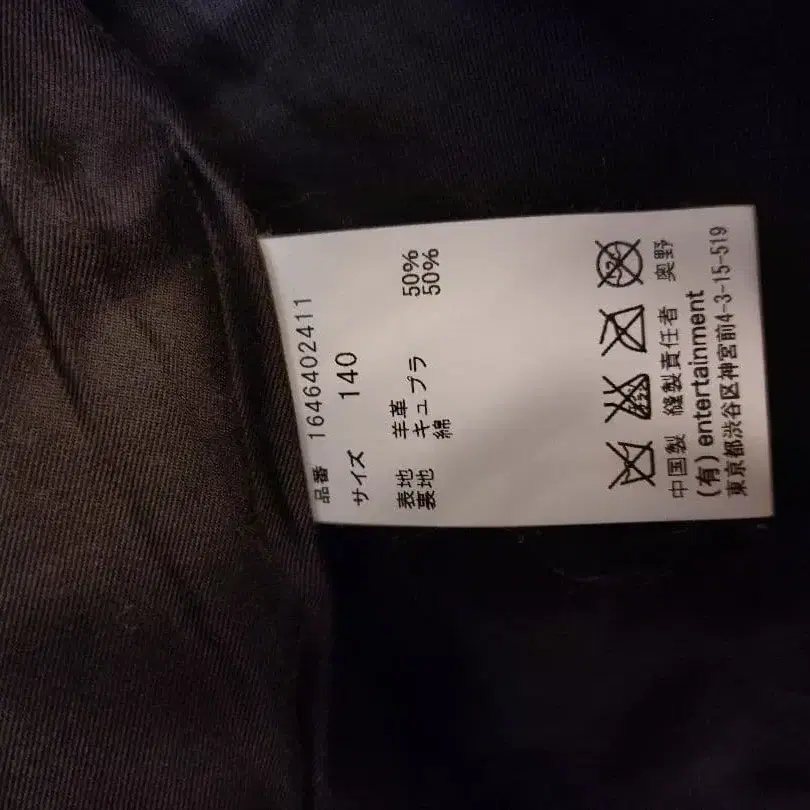 品番 1646402411
サイズ 140
表地 羊革
裏地 キュプラ 50%
綿 50%
中国製 縫製責任者 奥野
(有) entertainment
東京都渋谷区神宮前4-3-15-519